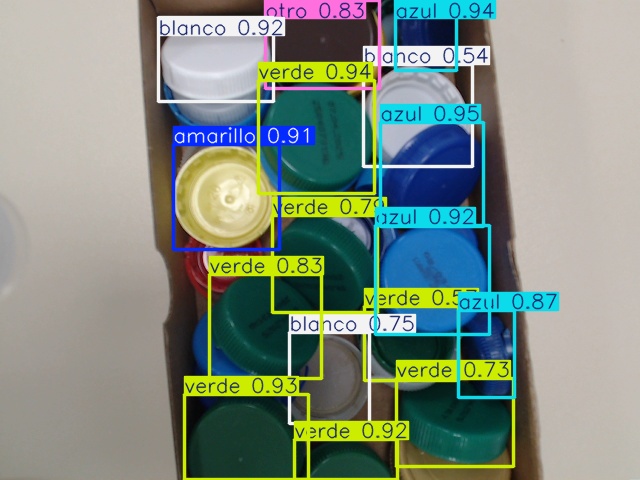 otro 0.83
azul 0.94
blanco 0.92
blanco 0.54
verde 0.94
azul 0.95
amarillo 0.91
verde 0.79
azul 0.92
verde 0.83
verde 0.57
azul 0.87
blanco 0.75
verde 0.73
verde 0.93
verde 0.92